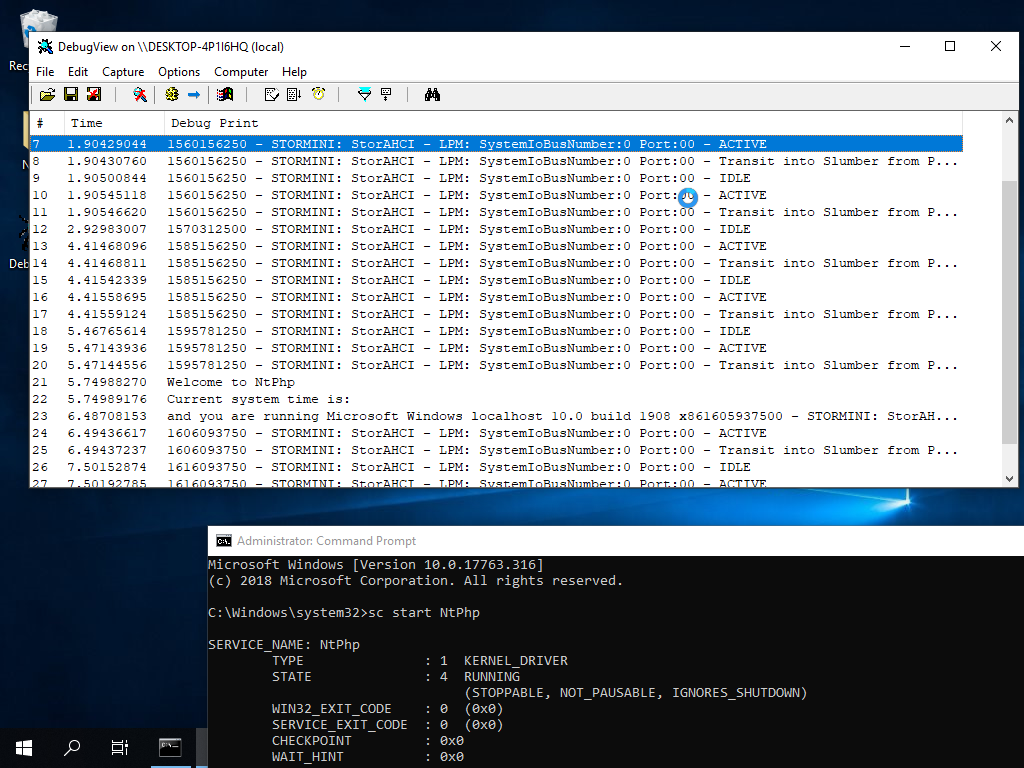 Rec
DebugView on \\DESKTOP-4P1I6HQ (local)
File Edit Capture Options Computer Help
# Time Debug Print
7 1.90429044 1560156250 - STORMINI: StorAHCI - LPM: SystemIoBusNumber:0 Port:00 - ACTIVE
8 1.90430760 1560156250 - STORMINI: StorAHCI - LPM: SystemIoBusNumber:0 Port:00 - Transit into Slumber from P...
9 1.90500844 1560156250 - STORMINI: StorAHCI - LPM: SystemIoBusNumber:0 Port:00 - IDLE
10 1.90545118 1560156250 - STORMINI: StorAHCI - LPM: SystemIoBusNumber:0 Port:00 - ACTIVE
11 1.90546620 1560156250 - STORMINI: StorAHCI - LPM: SystemIoBusNumber:0 Port:00 - Transit into Slumber from P...
12 2.92983007 1570312500 - STORMINI: StorAHCI - LPM: SystemIoBusNumber:0 Port:00 - IDLE
13 4.41468096 1585156250 - STORMINI: StorAHCI - LPM: SystemIoBusNumber:0 Port:00 - ACTIVE
14 4.41468811 1585156250 - STORMINI: StorAHCI - LPM: SystemIoBusNumber:0 Port:00 - Transit into Slumber from P...
15 4.41542339 1585156250 - STORMINI: StorAHCI - LPM: SystemIoBusNumber:0 Port:00 - IDLE
16 4.41558695 1585156250 - STORMINI: StorAHCI - LPM: SystemIoBusNumber:0 Port:00 - ACTIVE
17 4.41559124 1585156250 - STORMINI: StorAHCI - LPM: SystemIoBusNumber:0 Port:00 - Transit into Slumber from P...
18 5.46765614 1595781250 - STORMINI: StorAHCI - LPM: SystemIoBusNumber:0 Port:00 - IDLE
19 5.47143936 1595781250 - STORMINI: StorAHCI - LPM: SystemIoBusNumber:0 Port:00 - ACTIVE
20 5.47144556 1595781250 - STORMINI: StorAHCI - LPM: SystemIoBusNumber:0 Port:00 - Transit into Slumber from P...
21 5.74988270 Welcome to NtPhp
22 5.74989176 Current system time is:
23 6.48708153 and you are running Microsoft Windows localhost 10.0 build 1908 x861605937500 - STORMINI: StorAH...
24 6.49436617 1606093750 - STORMINI: StorAHCI - LPM: SystemIoBusNumber:0 Port:00 - ACTIVE
25 6.49437237 1606093750 - STORMINI: StorAHCI - LPM: SystemIoBusNumber:0 Port:00 - Transit into Slumber from P...
26 7.50152874 1616093750 - STORMINI: StorAHCI - LPM: SystemIoBusNumber:0 Port:00 - IDLE
27 7.50192785 1616093750 - STORMINI: StorAHCI - LPM: SystemIoBusNumber:0 Port:00 - ACTIVE
N
Deb
Administrator: Command Prompt
Microsoft Windows [Version 10.0.17763.316]
(c) 2018 Microsoft Corporation. All rights reserved.
C:\Windows\system32>sc start NtPhp
SERVICE_NAME: NtPhp
TYPE : 1 KERNEL_DRIVER
STATE : 4 RUNNING
(STOPPABLE, NOT_PAUSABLE, IGNORES_SHUTDOWN)
WIN32_EXIT_CODE : 0 (0x0)
SERVICE_EXIT_CODE : 0 (0x0)
CHECKPOINT : 0x0
WAIT_HINT : 0x0